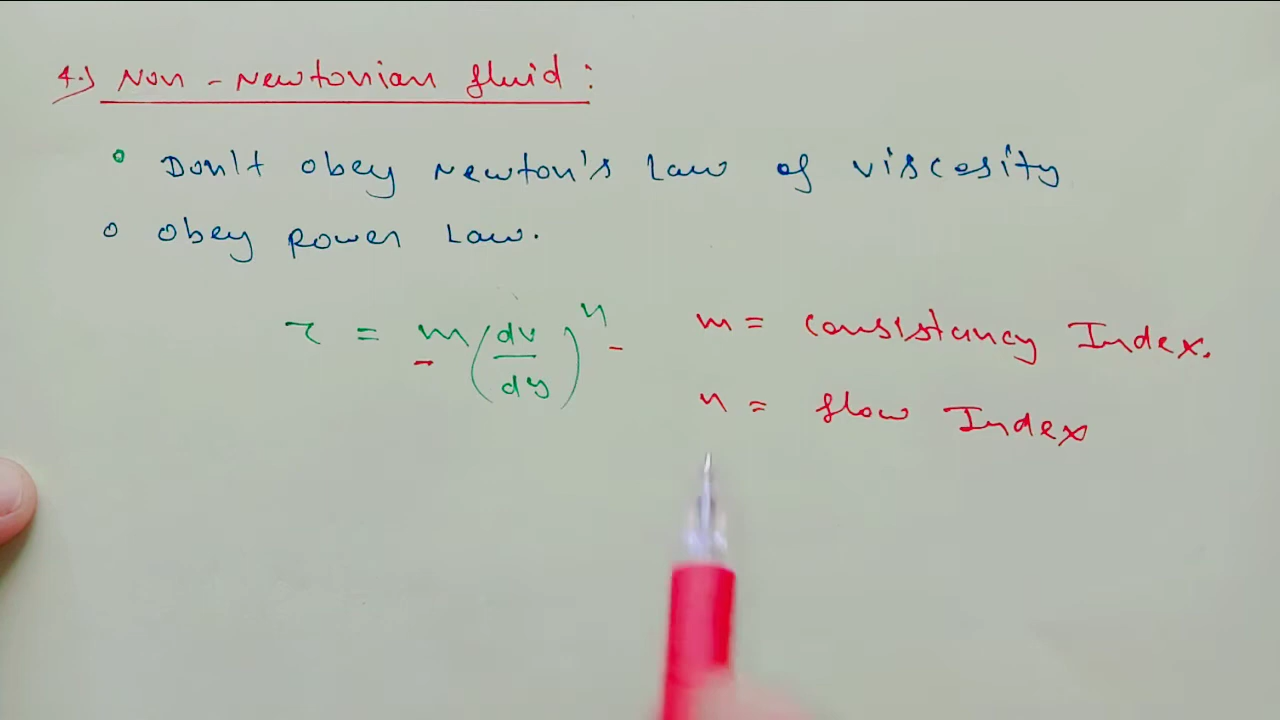 4.) Non - Newtonian fluid :
Don't obey Newton's Law of viscosity
obey power Law.
τ = m (dv/dy)^n
m = consistancy Index.
n = flow Index